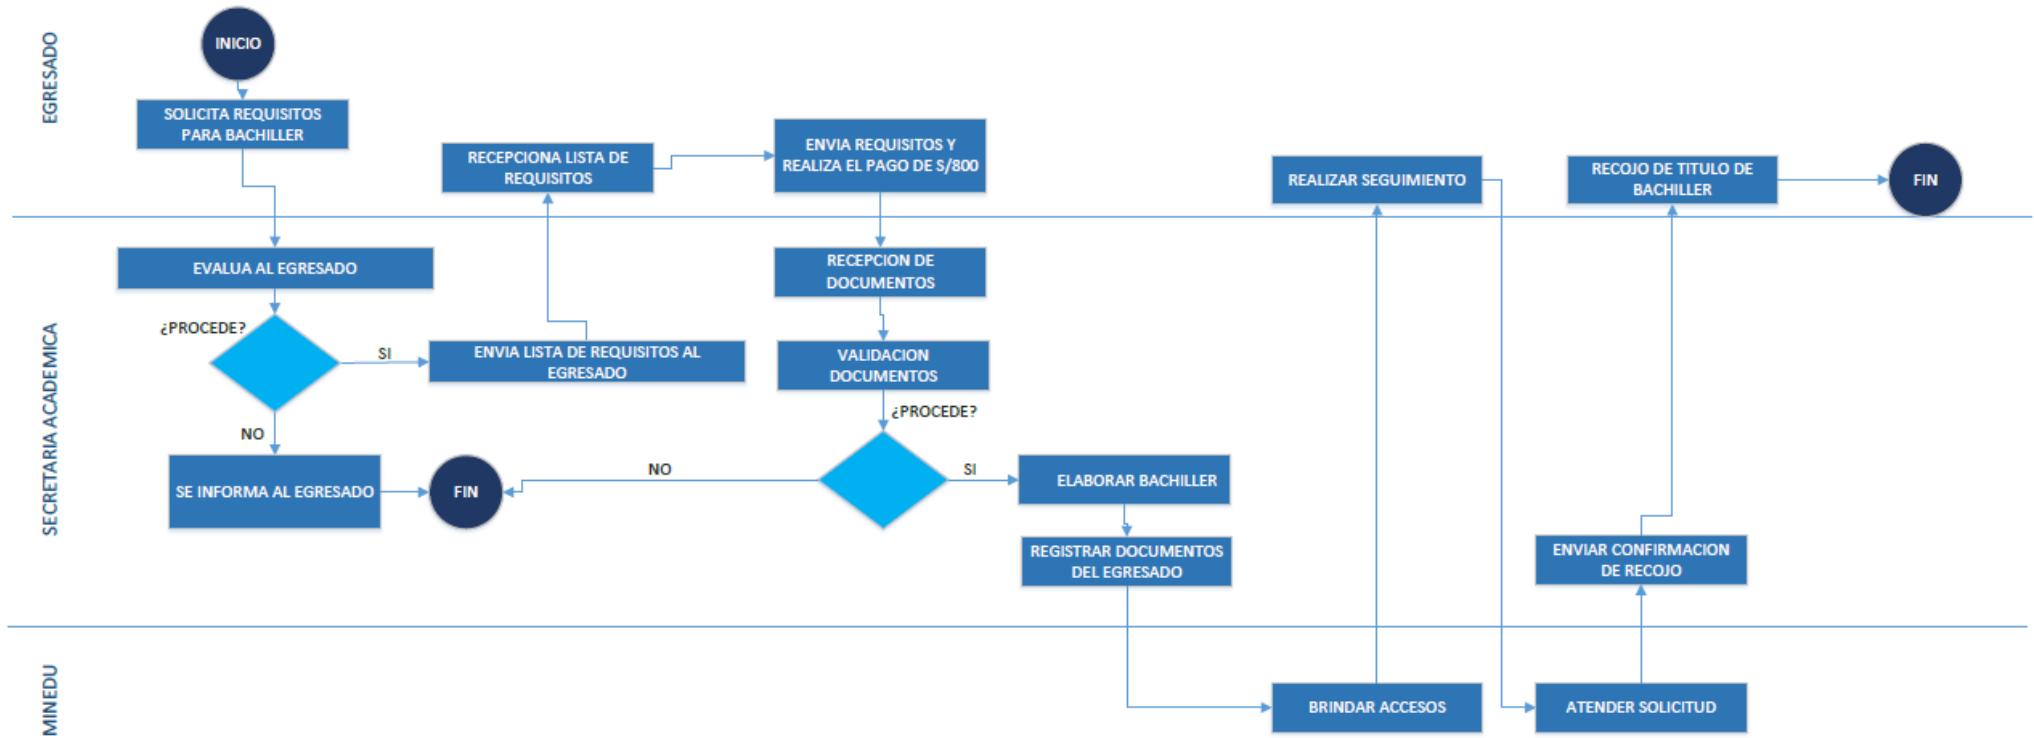 EGRESADO
INICIO
SOLICITA REQUISITOS
PARA BACHILLER
RECEPCIONA LISTA DE
REQUISITOS
ENVIA REQUISITOS Y
REALIZA EL PAGO DE S/800
REALIZAR SEGUIMIENTO
RECOJO DE TITULO DE
BACHILLER
FIN
SECRETARIA ACADEMICA
EVALUA AL EGRESADO
¿PROCEDE?
SI
ENVIA LISTA DE REQUISITOS AL
EGRESADO
NO
SE INFORMA AL EGRESADO
FIN
RECEPCION DE
DOCUMENTOS
VALIDACION
DOCUMENTOS
¿PROCEDE?
NO
SI
ELABORAR BACHILLER
REGISTRAR DOCUMENTOS
DEL EGRESADO
ENVIAR CONFIRMACION
DE RECOJO
MINEDU
BRINDAR ACCESOS
ATENDER SOLICITUD